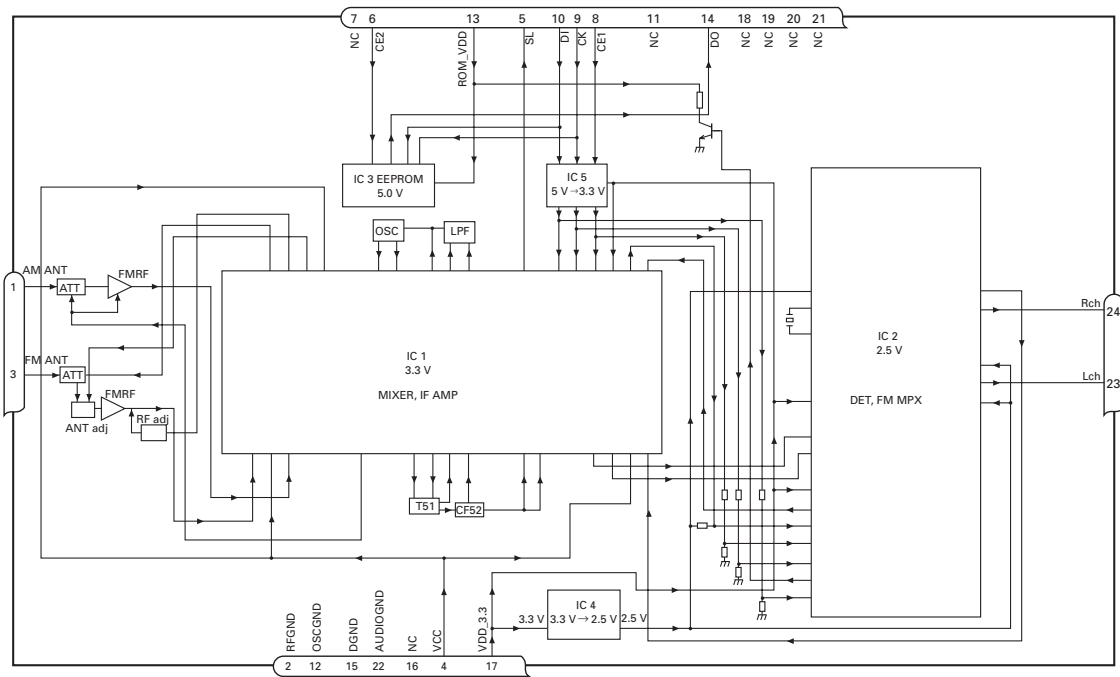 7 6 13 5 10 9 8 11 14 18 19 20 21
NC
CE2
ROM_VDD
SL
DI
CK
CE1
NC
DO
NC
NC
NC
NC
IC 3 EEPROM
5.0 V
IC 5
5 V→3.3 V
OSC
LPF
AM ANT
1
ATT
FMRF
FM ANT
3
ATT
FMRF
ANT adj
RF adj
IC 1
3.3 V
MIXER, IF AMP
IC 2
2.5 V
DET, FM MPX
Rch
24
Lch
23
T51
CF52
IC 4
3.3 V
3.3 V→2.5 V
2.5 V
RFGND
OSCGND
DGND
AUDIOGND
NC
VCC
VDD_3.3
2 12 15 22 16 4 17